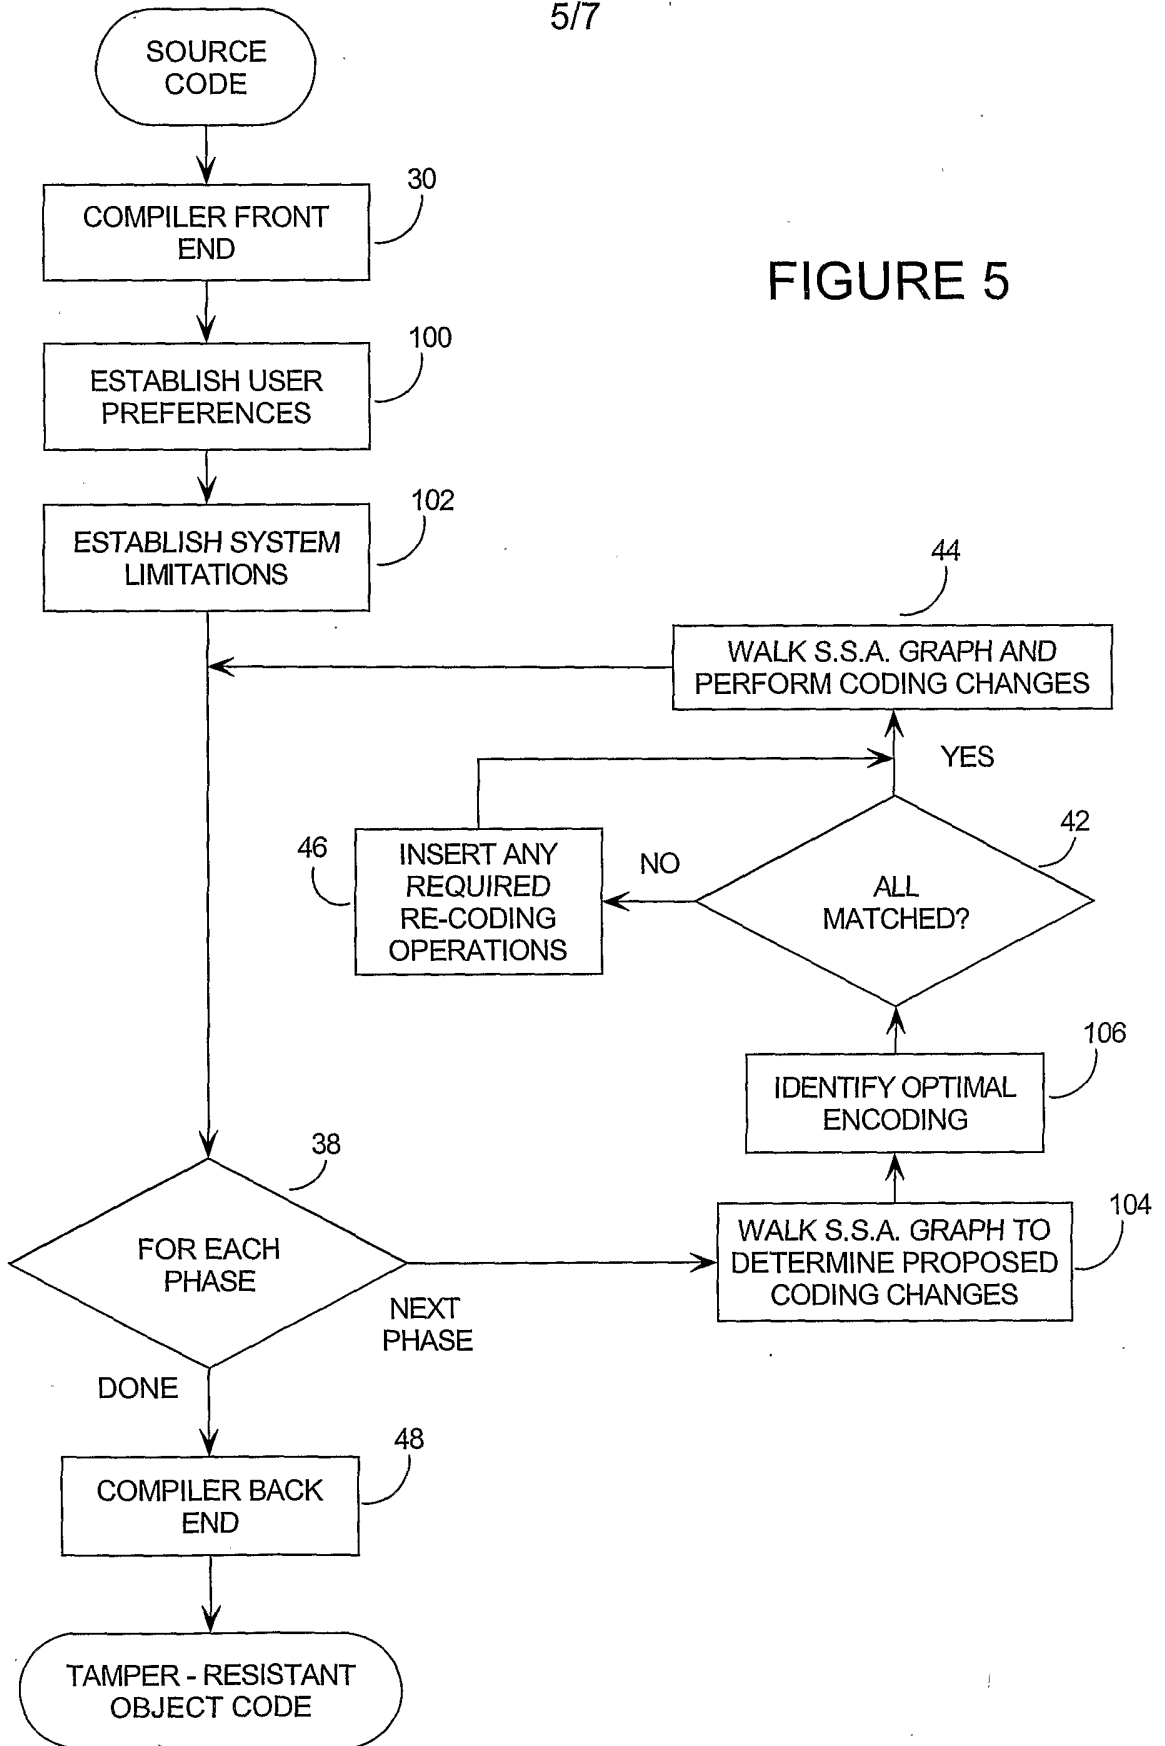 5/7
SOURCE
CODE
30
COMPILER FRONT
END
FIGURE 5
100
ESTABLISH USER
PREFERENCES
102
ESTABLISH SYSTEM
LIMITATIONS
44
WALK S.S.A. GRAPH AND
PERFORM CODING CHANGES
YES
42
46
INSERT ANY
REQUIRED
RE-CODING
OPERATIONS
NO
ALL
MATCHED?
106
IDENTIFY OPTIMAL
ENCODING
38
FOR EACH
PHASE
104
WALK S.S.A. GRAPH TO
DETERMINE PROPOSED
CODING CHANGES
NEXT
PHASE
DONE
48
COMPILER BACK
END
TAMPER - RESISTANT
OBJECT CODE